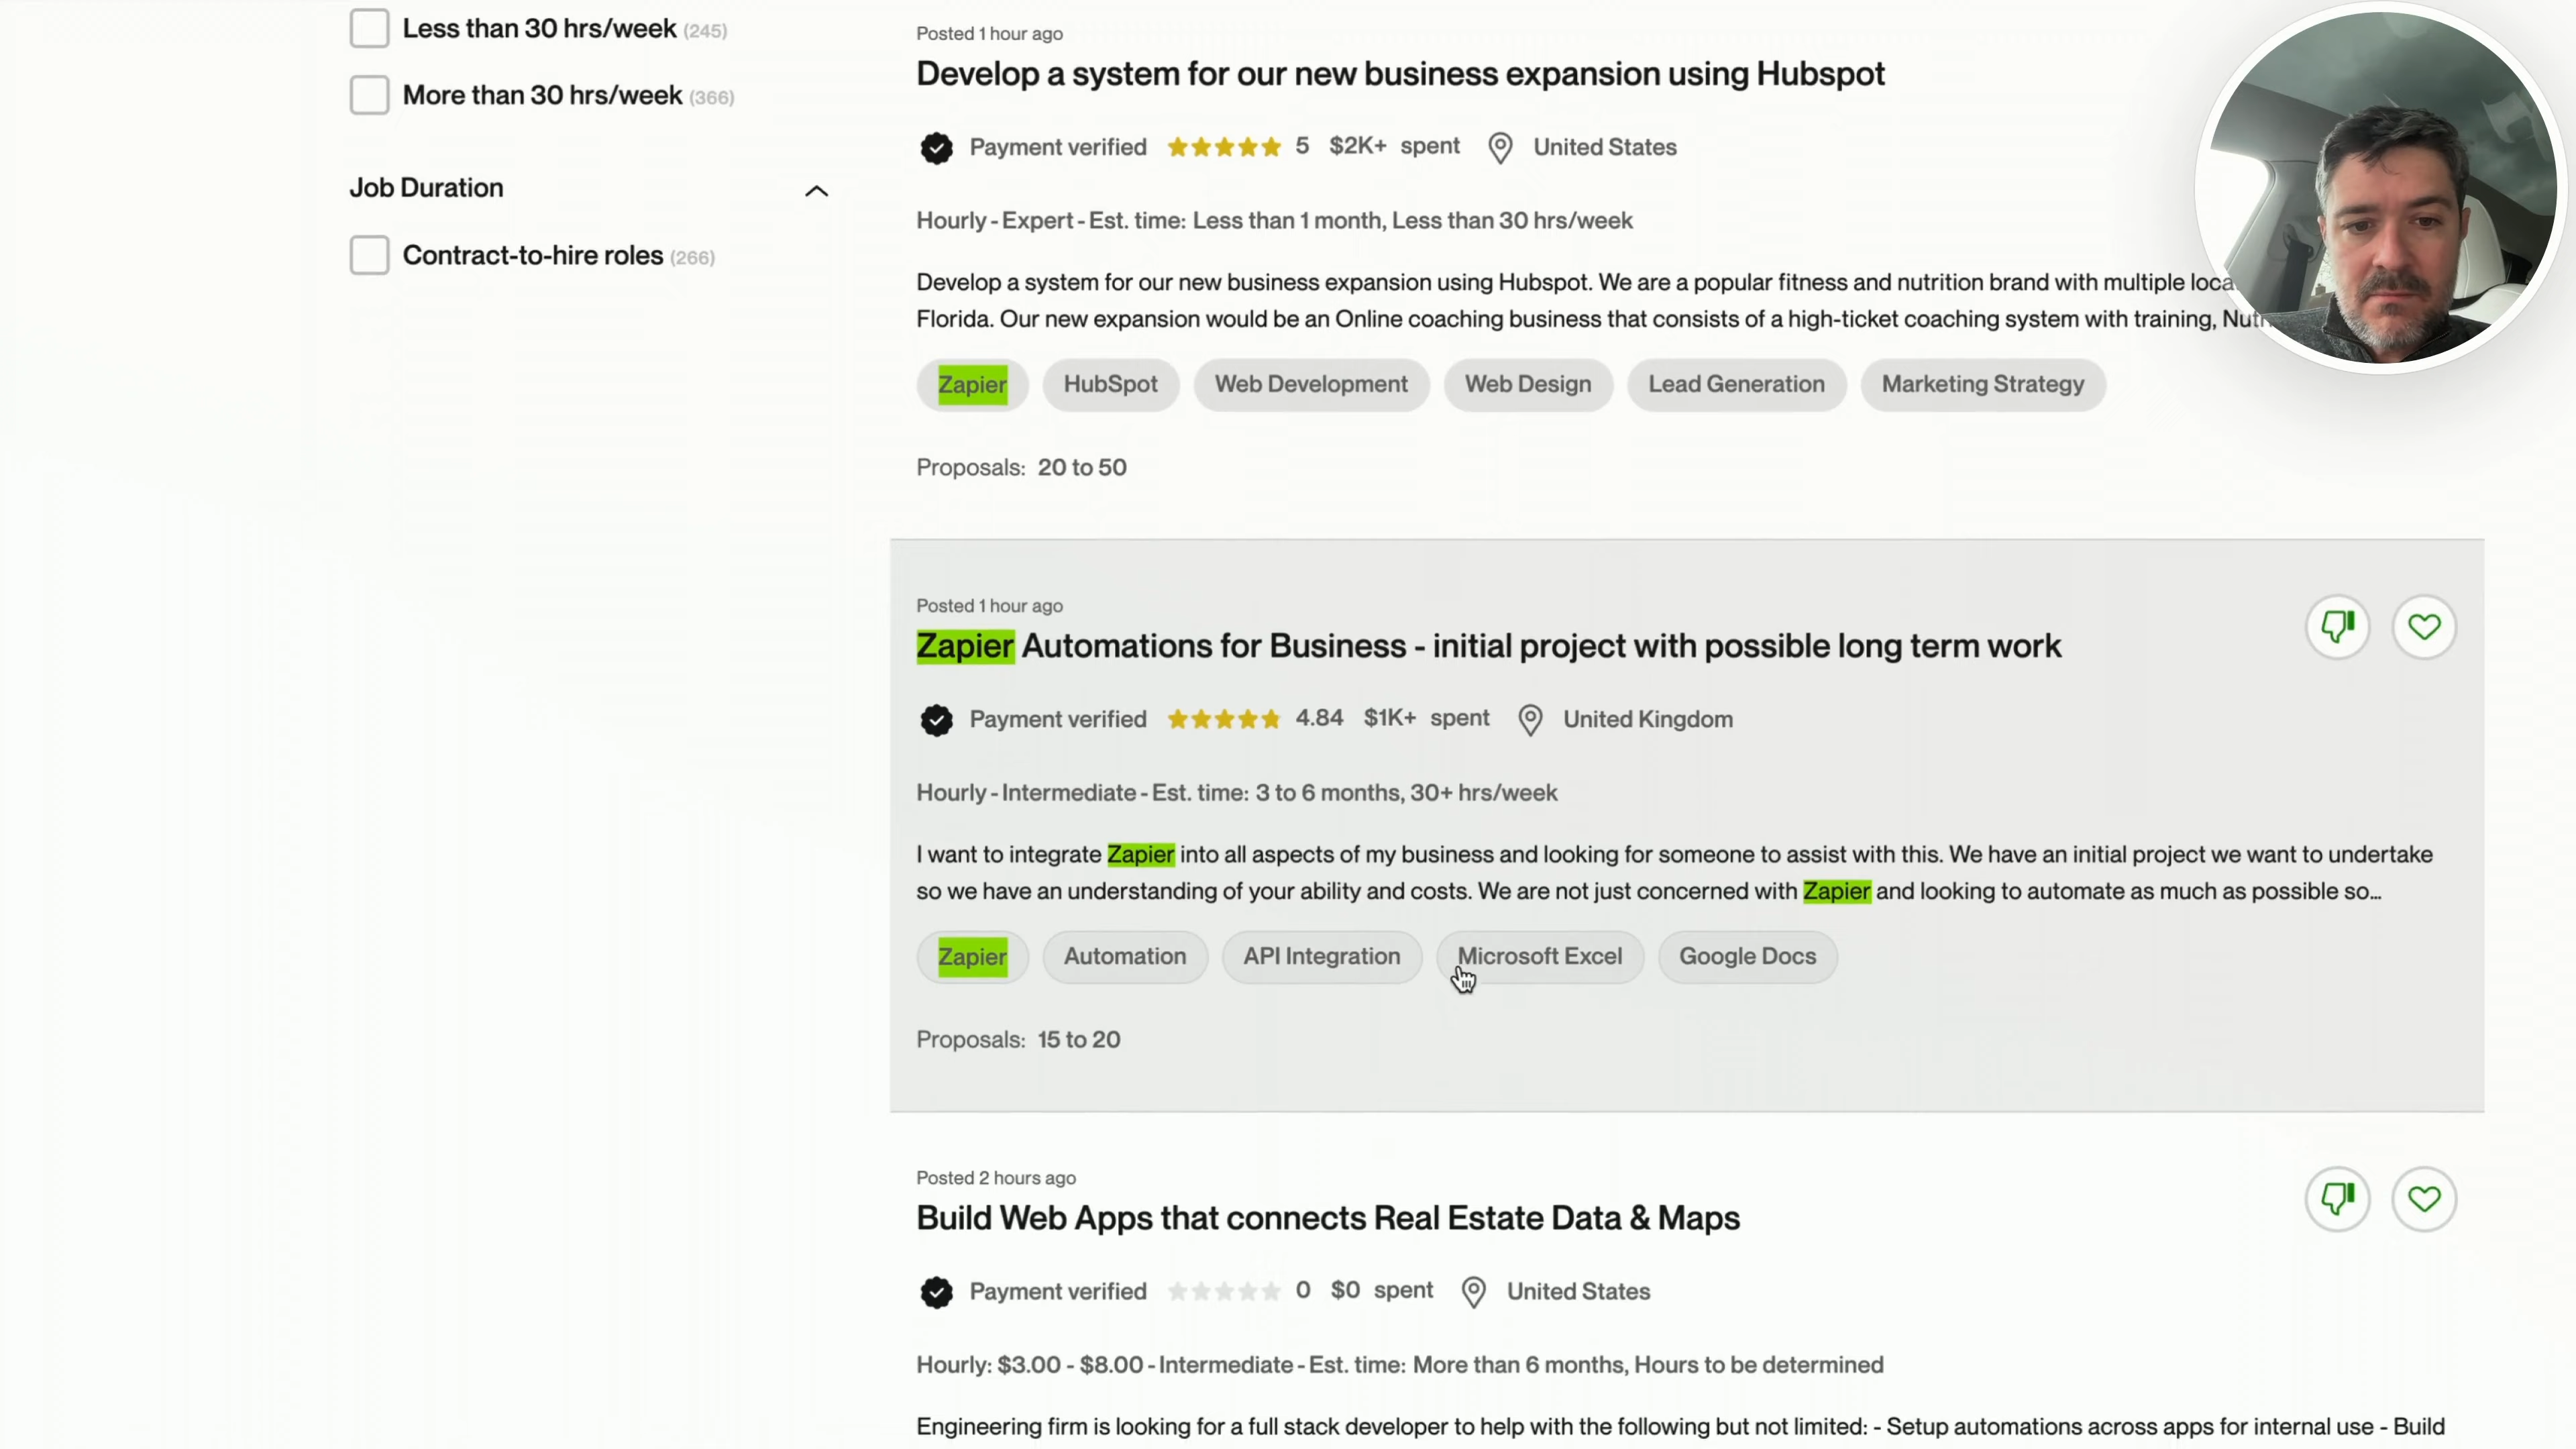 Less than 30 hrs/week (245)
More than 30 hrs/week (366)
Job Duration
Contract-to-hire roles (266)
Posted 1 hour ago
Develop a system for our new business expansion using Hubspot
Payment verified 5 $2K+ spent United States
Hourly - Expert - Est. time: Less than 1 month, Less than 30 hrs/week
Develop a system for our new business expansion using Hubspot. We are a popular fitness and nutrition brand with multiple
Florida. Our new expansion would be an Online coaching business that consists of a high-ticket coaching system with training,
Zapier HubSpot Web Development Web Design Lead Generation Marketing Strategy
Proposals: 20 to 50
Posted 1 hour ago
Zapier Automations for Business - initial project with possible long term work
Payment verified 4.84 $1K+ spent United Kingdom
Hourly - Intermediate - Est. time: 3 to 6 months, 30+ hrs/week
I want to integrate Zapier into all aspects of my business and looking for someone to assist with this. We have an initial project we want to undertake
so we have an understanding of your ability and costs. We are not just concerned with Zapier and looking to automate as much as possible so...
Zapier Automation API Integration Microsoft Excel Google Docs
Proposals: 15 to 20
Posted 2 hours ago
Build Web Apps that connects Real Estate Data & Maps
Payment verified 0 $0 spent United States
Hourly: $3.00 - $8.00 - Intermediate - Est. time: More than 6 months, Hours to be determined
Engineering firm is looking for a full stack developer to help with the following but not limited: - Setup automations across apps for internal use - Build